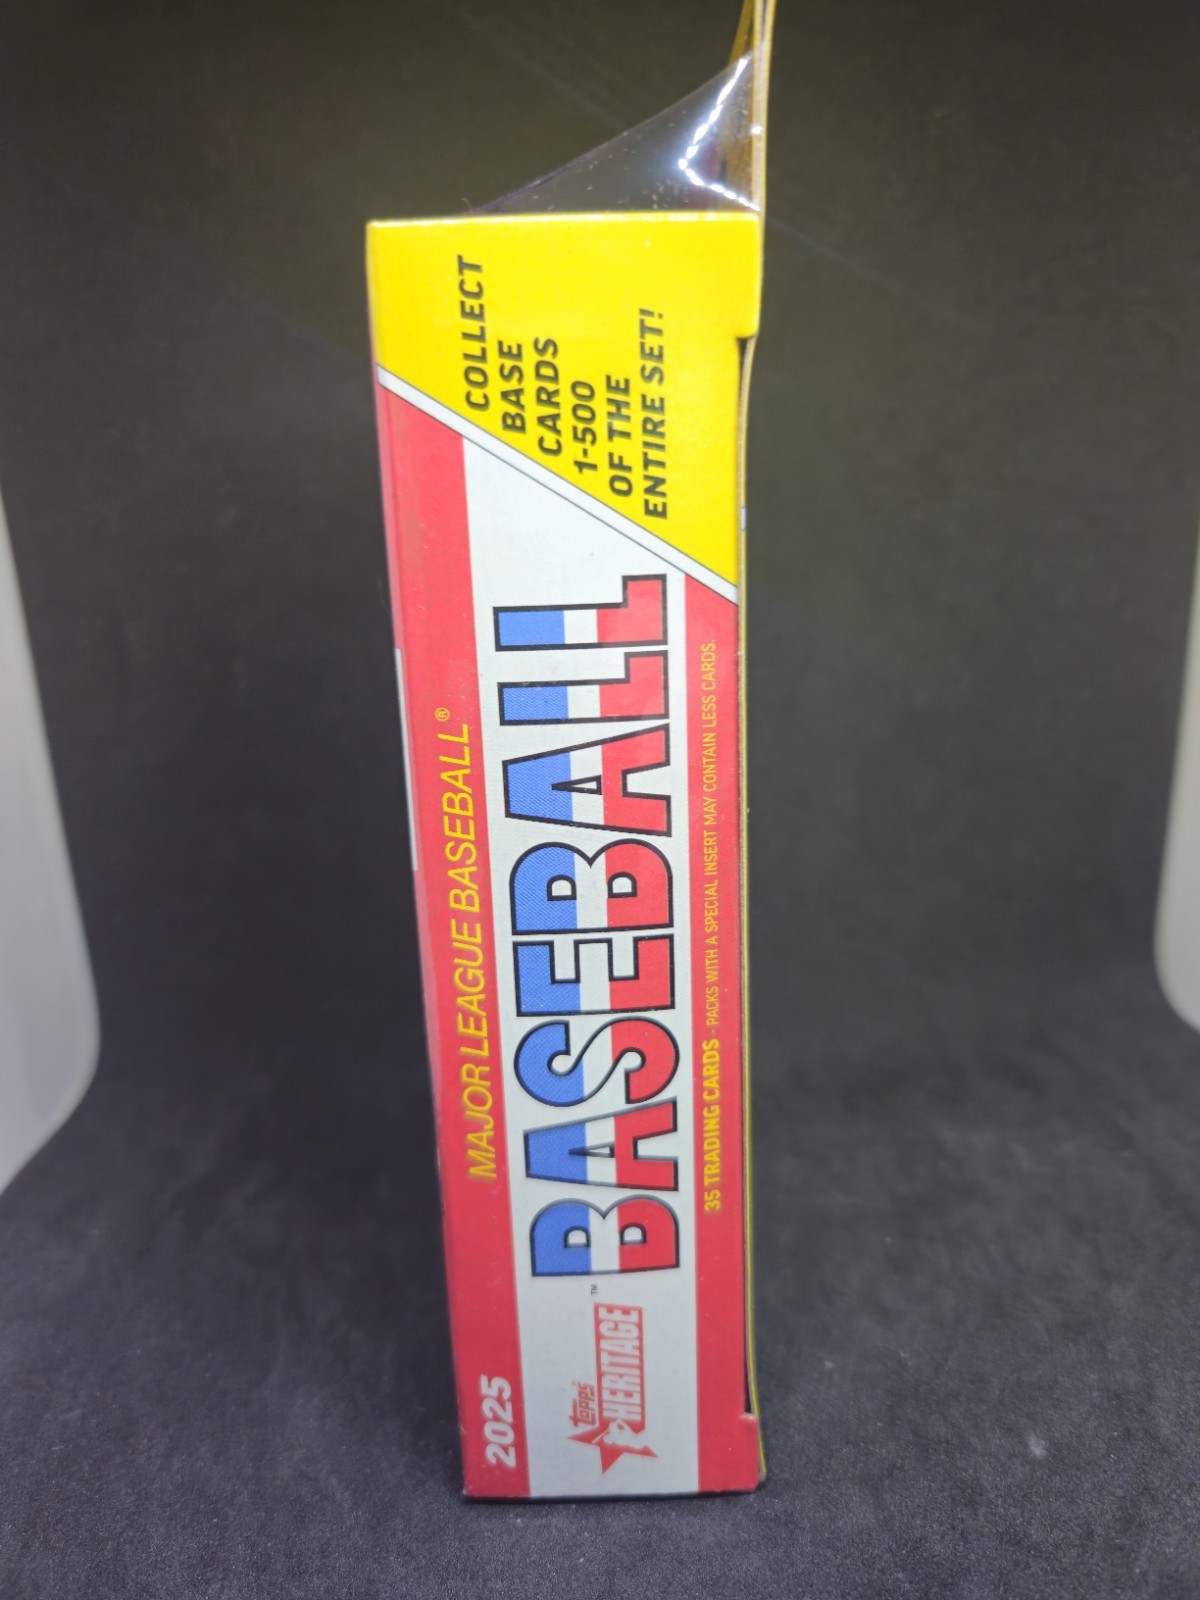 COLLECT
BASE
CARDS
1-500
OF THE
ENTIRE SET!
2025
MAJOR LEAGUE BASEBALL®
TOPPS
HERITAGE™
BASEBALL
35 TRADING CARDS - PACKS WITH A SPECIAL INSERT MAY CONTAIN LESS CARDS.